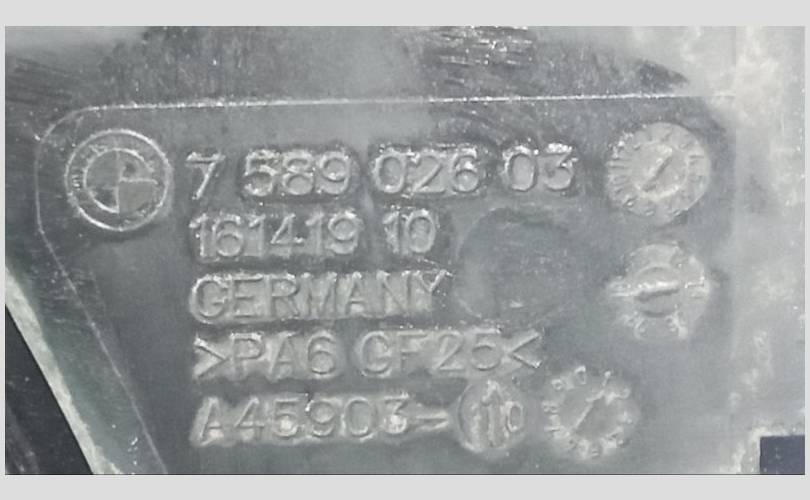 7 589 026 03
161419 10
GERMANY
>PA6 GF25<
A45903-